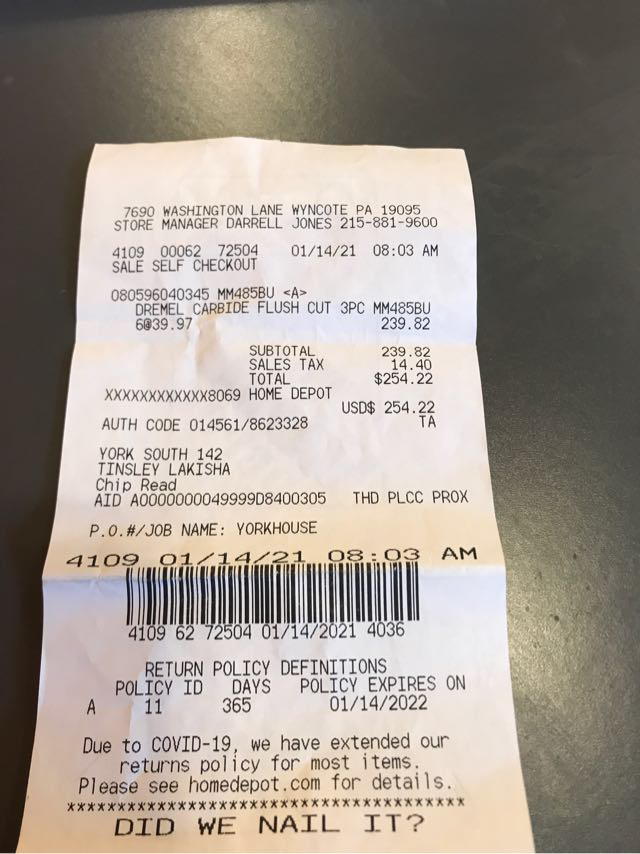 7690 WASHINGTON LANE WYNCOTE PA 19095
STORE MANAGER DARRELL JONES 215-881-9600
4109 00062 72504 01/14/21 08:03 AM
SALE SELF CHECKOUT
080596040345 MM485BU <A>
DREMEL CARBIDE FLUSH CUT 3PC MM485BU
6@39.97 239.82
SUBTOTAL 239.82
SALES TAX 14.40
TOTAL $254.22
XXXXXXXXXXXX8069 HOME DEPOT
USD$ 254.22
AUTH CODE 014561/8623328 TA
YORK SOUTH 142
TINSLEY LAKISHA
Chip Read
AID A0000000049999D8400305 THD PLCC PROX
P.O.#/JOB NAME: YORKHOUSE
4109 01/14/21 08:03 AM
4109 62 72504 01/14/2021 4036
RETURN POLICY DEFINITIONS
POLICY ID DAYS POLICY EXPIRES ON
A 11 365 01/14/2022
Due to COVID-19, we have extended our
returns policy for most items.
Please see homedepot.com for details.
***************************************
DID WE NAIL IT?